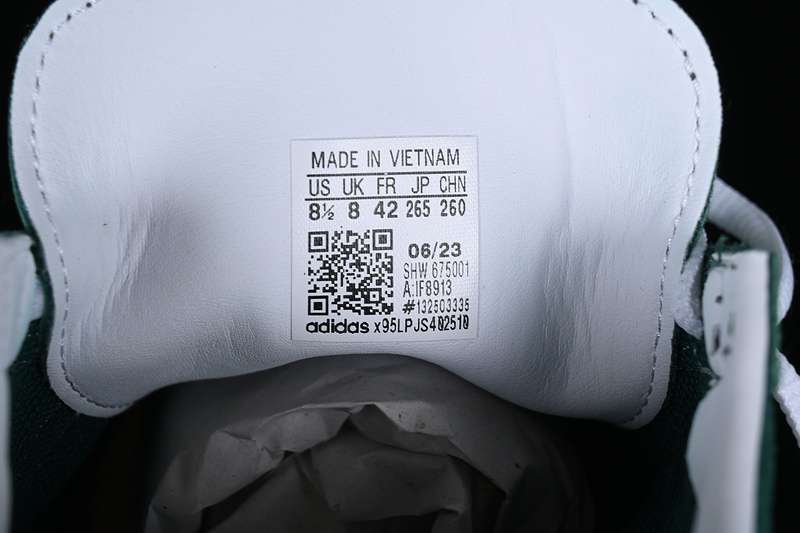 MADE IN VIETNAM
US UK FR JP CHN
8½ 8 42 265 260
06/23
SHW 675001
A:IF8913
#132503335
adidas x95LPJS402510